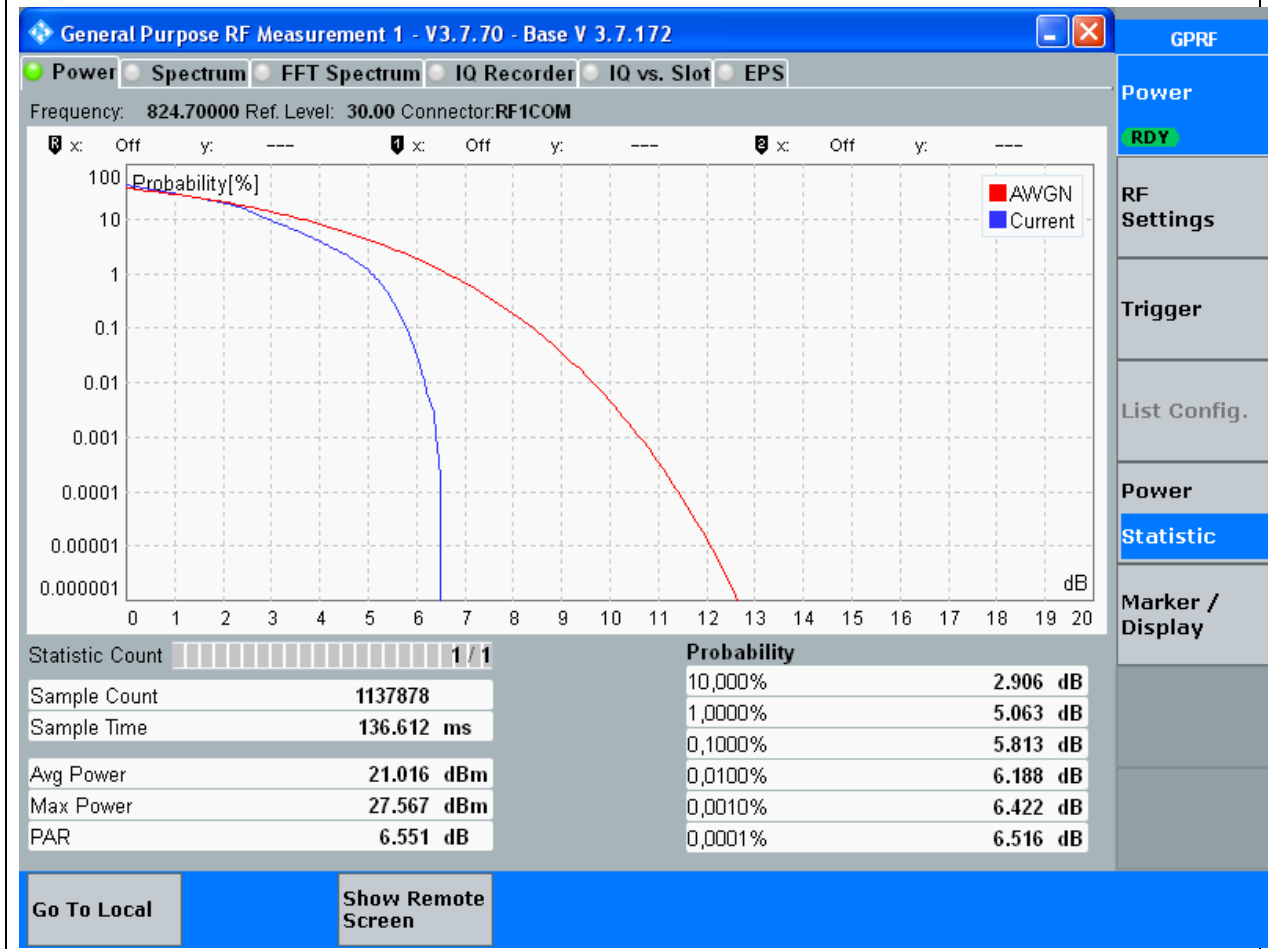 General Purpose RF Measurement 1 - V3.7.70 - Base V 3.7.172
GPRF
Power Spectrum FFT Spectrum IQ Recorder IQ vs. Slot EPS
Frequency: 824.70000 Ref. Level: 30.00 Connector:RF1COM
R x: Off y: --- 1 x: Off y: --- 2 x: Off y: ---
Probability[%]
100
10
1
0.1
0.01
0.001
0.0001
0.00001
0.000001
AWGN
Current
dB
0 1 2 3 4 5 6 7 8 9 10 11 12 13 14 15 16 17 18 19 20
Statistic Count 1 / 1
Sample Count 1137878
Sample Time 136.612 ms
Avg Power 21.016 dBm
Max Power 27.567 dBm
PAR 6.551 dB
Probability
10,000% 2.906 dB
1,0000% 5.063 dB
0,1000% 5.813 dB
0,0100% 6.188 dB
0,0010% 6.422 dB
0,0001% 6.516 dB
Power
RDY
RF
Settings
Trigger
List Config.
Power
Statistic
Marker /
Display
Go To Local
Show Remote
Screen